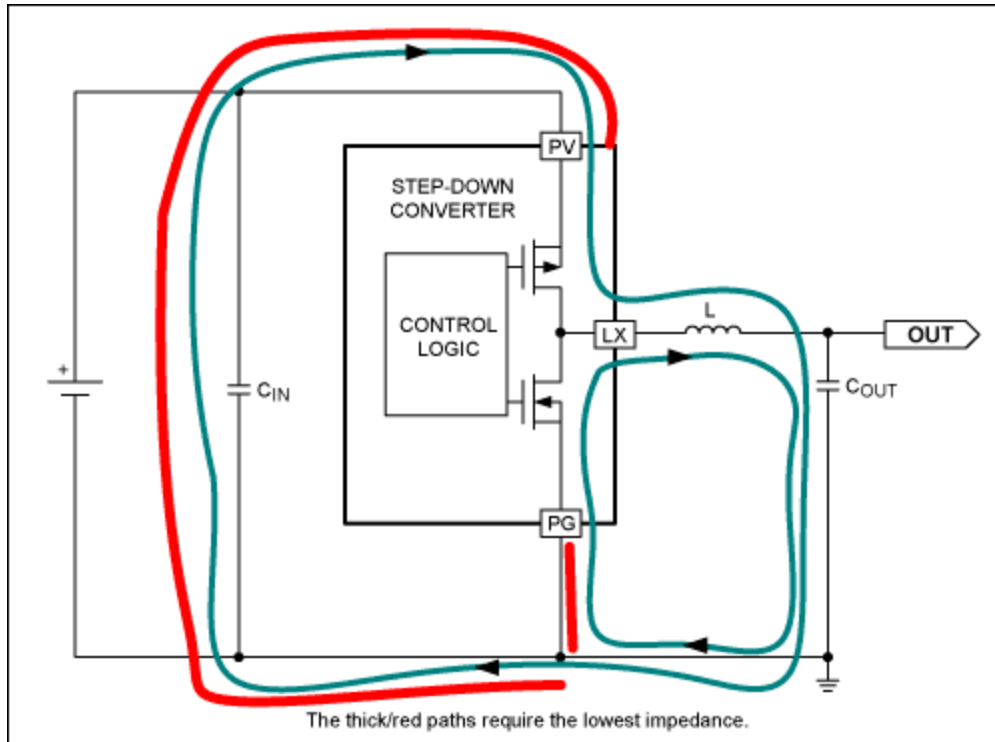 PV
STEP-DOWN
CONVERTER
CONTROL
LOGIC
LX
L
OUT
+
CIN
COUT
PG
The thick/red paths require the lowest impedance.